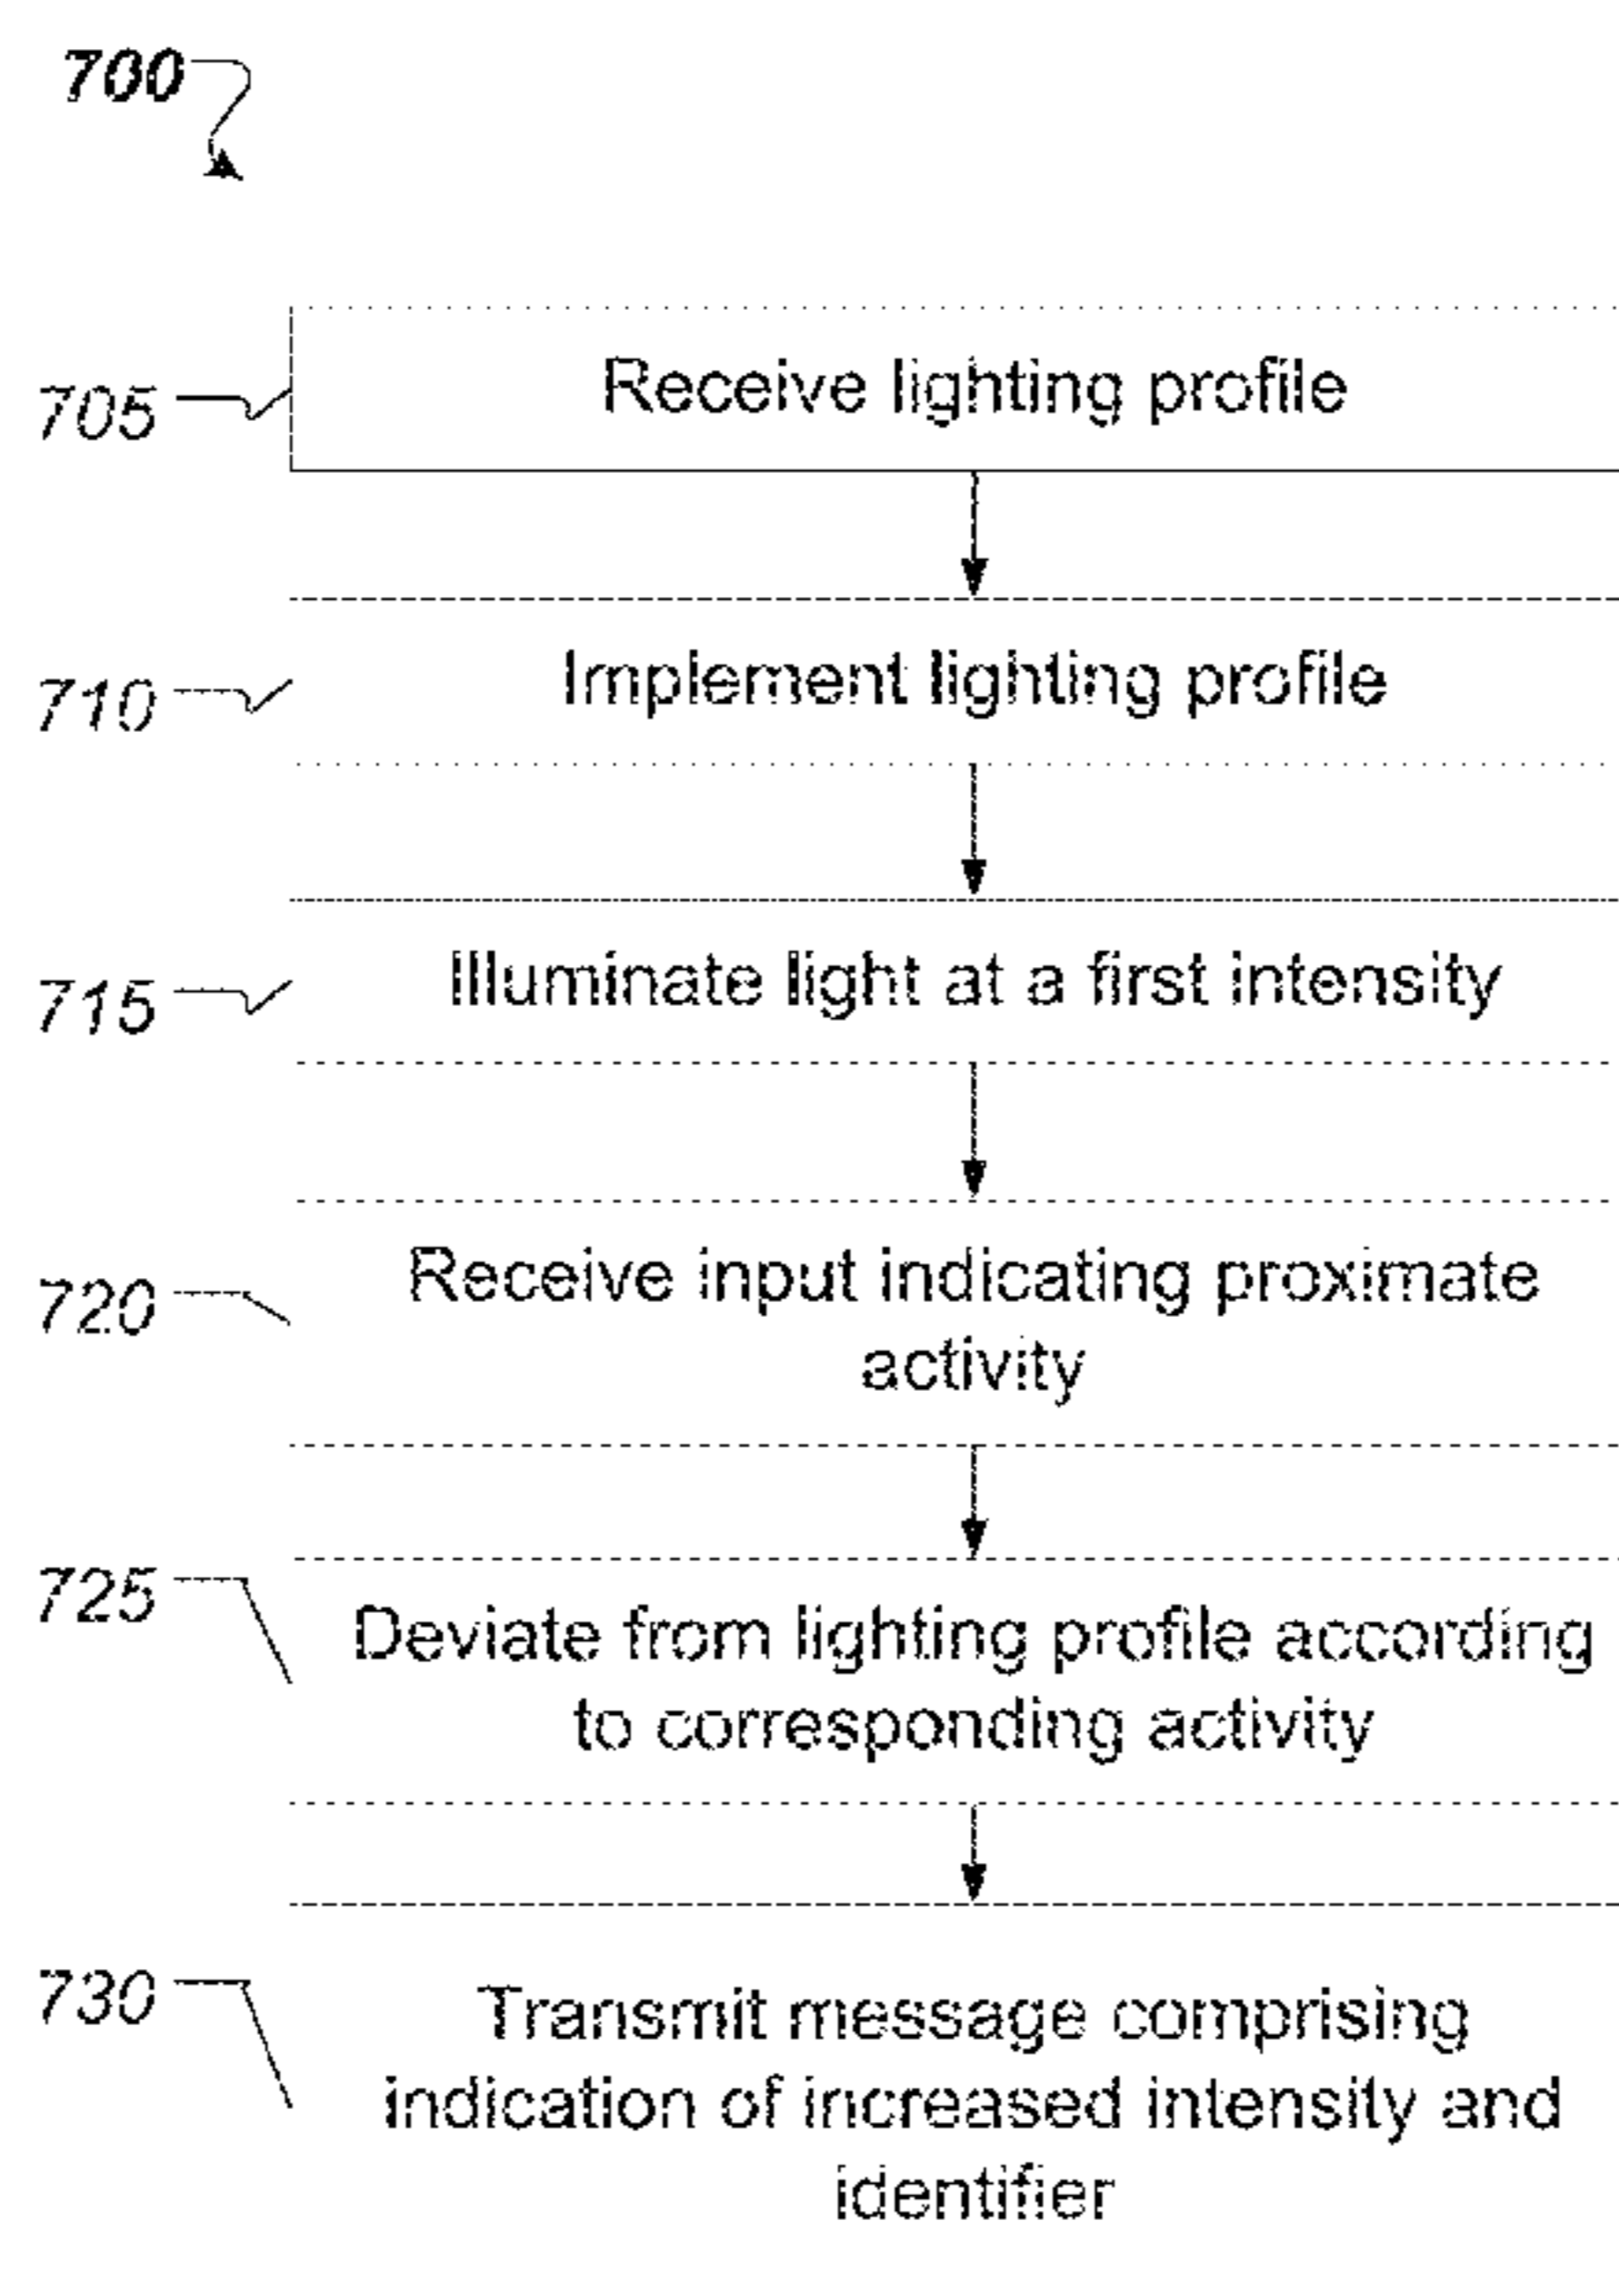 700
705
Receive lighting profile
710
Implement lighting profile
715
Illuminate light at a first intensity
720
Receive input indicating proximate
activity
725
Deviate from lighting profile according
to corresponding activity
730
Transmit message comprising
indication of increased intensity and
identifier